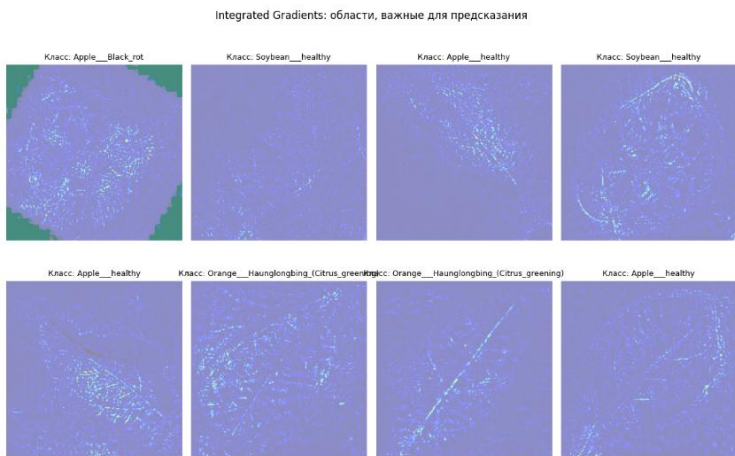 Integrated Gradients: области, важные для предсказания
Класс: Apple___Black_rot
Класс: Soybean___healthy
Класс: Apple___healthy
Класс: Soybean___healthy
Класс: Apple___healthy
Класс: Orange___Haunglongbing_(Citrus_greening)
Класс: Orange___Haunglongbing_(Citrus_greening)
Класс: Apple___healthy